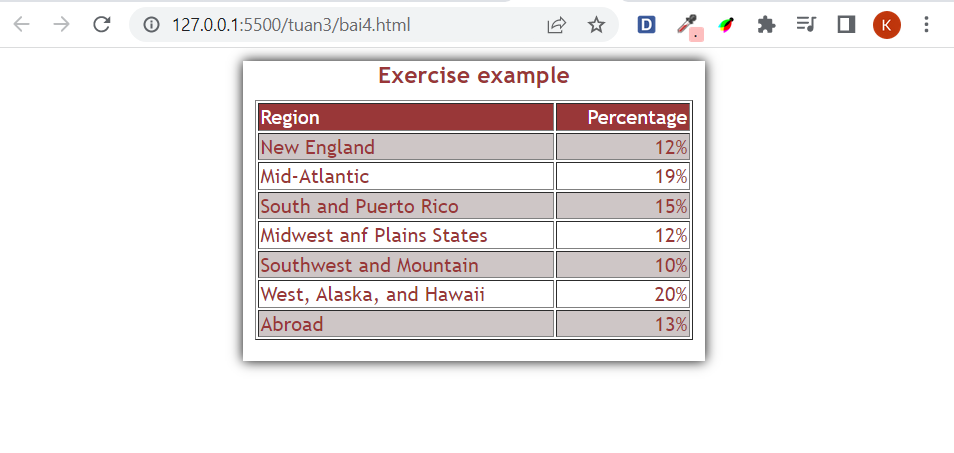 127.0.0.1:5500/tuan3/bai4.html
D
K
Exercise example
Region Percentage
New England 12%
Mid-Atlantic 19%
South and Puerto Rico 15%
Midwest anf Plains States 12%
Southwest and Mountain 10%
West, Alaska, and Hawaii 20%
Abroad 13%